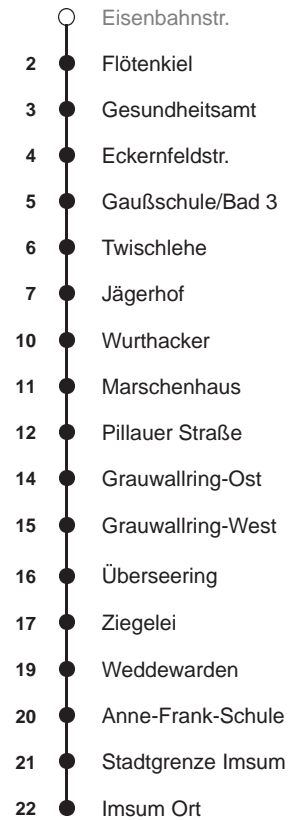 Eisenbahnstr.
2 Flötenkiel
3 Gesundheitsamt
4 Eckernfeldstr.
5 Gaußschule/Bad 3
6 Twischlehe
7 Jägerhof
10 Wurthacker
11 Marschenhaus
12 Pillauer Straße
14 Grauwallring-Ost
15 Grauwallring-West
16 Überseering
17 Ziegelei
19 Weddewarden
20 Anne-Frank-Schule
21 Stadtgrenze Imsum
22 Imsum Ort